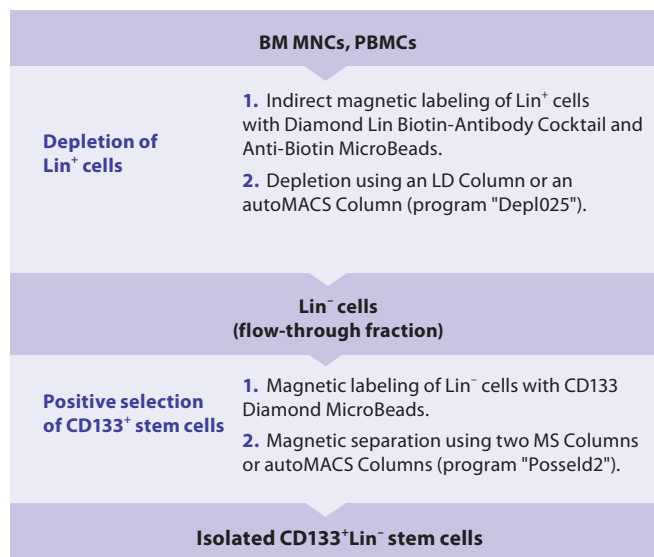 BM MNCs, PBMCs
Depletion of
Lin⁺ cells
1. Indirect magnetic labeling of Lin⁺ cells
with Diamond Lin Biotin-Antibody Cocktail and
Anti-Biotin MicroBeads.
2. Depletion using an LD Column or an
autoMACS Column (program "Depl025").
Lin⁻ cells
(flow-through fraction)
Positive selection
of CD133⁺ stem cells
1. Magnetic labeling of Lin⁻ cells with CD133
Diamond MicroBeads.
2. Magnetic separation using two MS Columns
or autoMACS Columns (program "Posseld2").
Isolated CD133⁺Lin⁻ stem cells